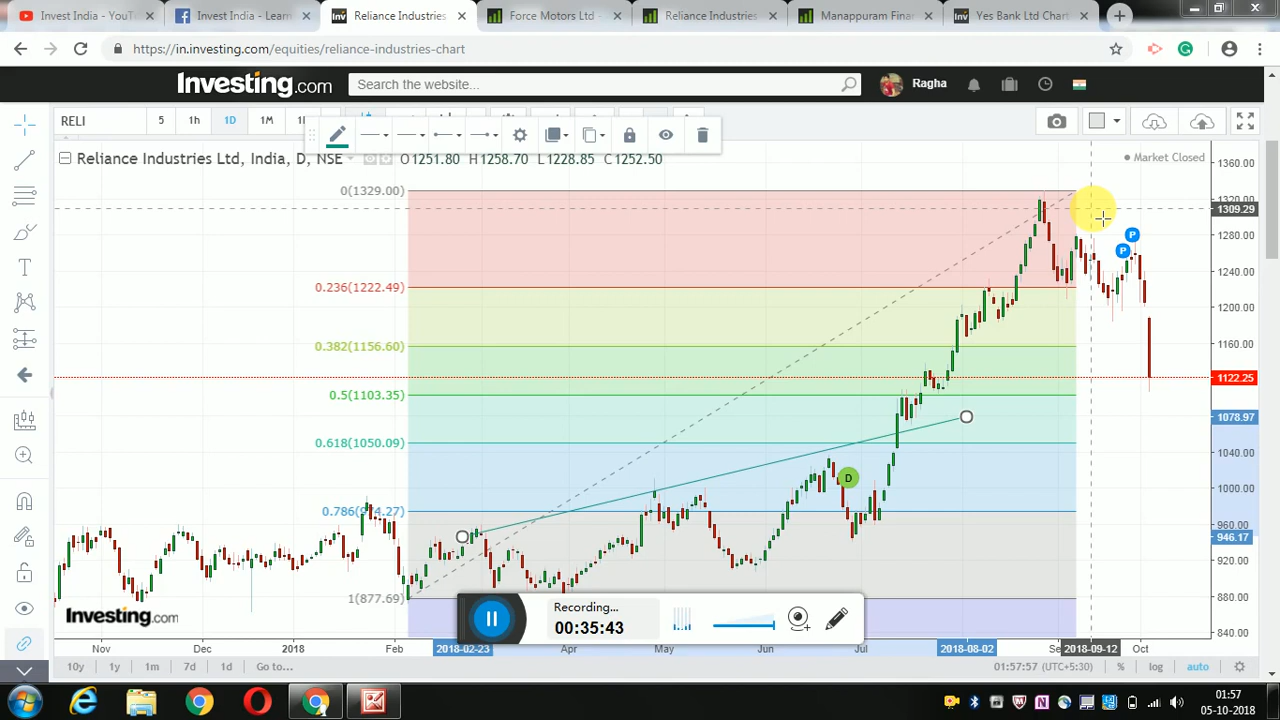 Invest India - YouT
Invest India - Learn
Reliance Industries
Force Motors Ltd -
Reliance Industries
Manappuram Finan
Yes Bank Ltd Chart
https://in.investing.com/equities/reliance-industries-chart
Investing.com
Search the website...
Ragha
RELI
5
1h
1D
1M
Reliance Industries Ltd, India, D, NSE
O1251.80 H1258.70 L1228.85 C1252.50
Market Closed
1360.00
0(1329.00)
1320.00
1309.29
P
P
1280.00
1240.00
0.236(1222.49)
1200.00
0.382(1156.60)
1160.00
1122.25
0.5(1103.35)
1078.97
0.618(1050.09)
1040.00
D
1000.00
960.00
946.17
920.00
1(877.69)
880.00
840.00
Investing.com
Recording...
00:35:43
Nov
Dec
2018
Feb
2018-02-23
Apr
May
Jun
Jul
2018-08-02
2018-09-12
Oct
10y
1y
1m
7d
1d
Go to...
01:57:57 (UTC+5:30)
%
log
auto
01:57
05-10-2018